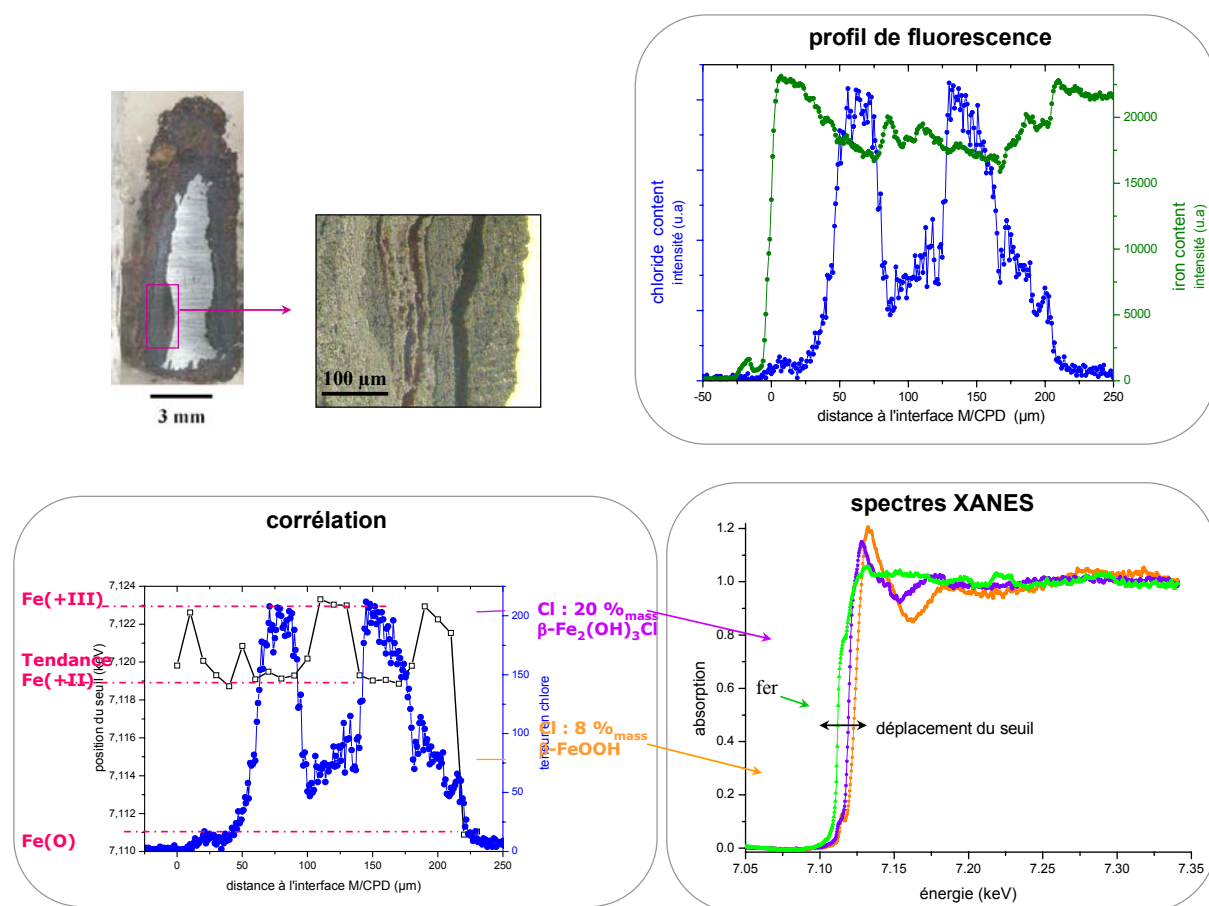 profil de fluorescence
chloride content
intensité (u.a)
iron content
intensité (u.a)
20000
15000
10000
5000
0
-50
0
50
100
150
200
250
distance à l'interface M/CPD (µm)
100 µm
3 mm
corrélation
Fe(+III)
Tendance
Fe(+II)
Fe(O)
position du seuil (keV)
7,124
7,122
7,120
7,118
7,116
7,114
7,112
7,110
teneur en chlore
200
150
100
50
0
0
50
100
150
200
250
distance à l'interface M/CPD (µm)
Cl : 20 %mass
β-Fe2(OH)3Cl
Cl : 8 %mass
-FeOOH
spectres XANES
absorption
1.2
1.0
0.8
0.6
0.4
0.2
0.0
fer
déplacement du seuil
7.05
7.10
7.15
7.20
7.25
7.30
7.35
énergie (keV)